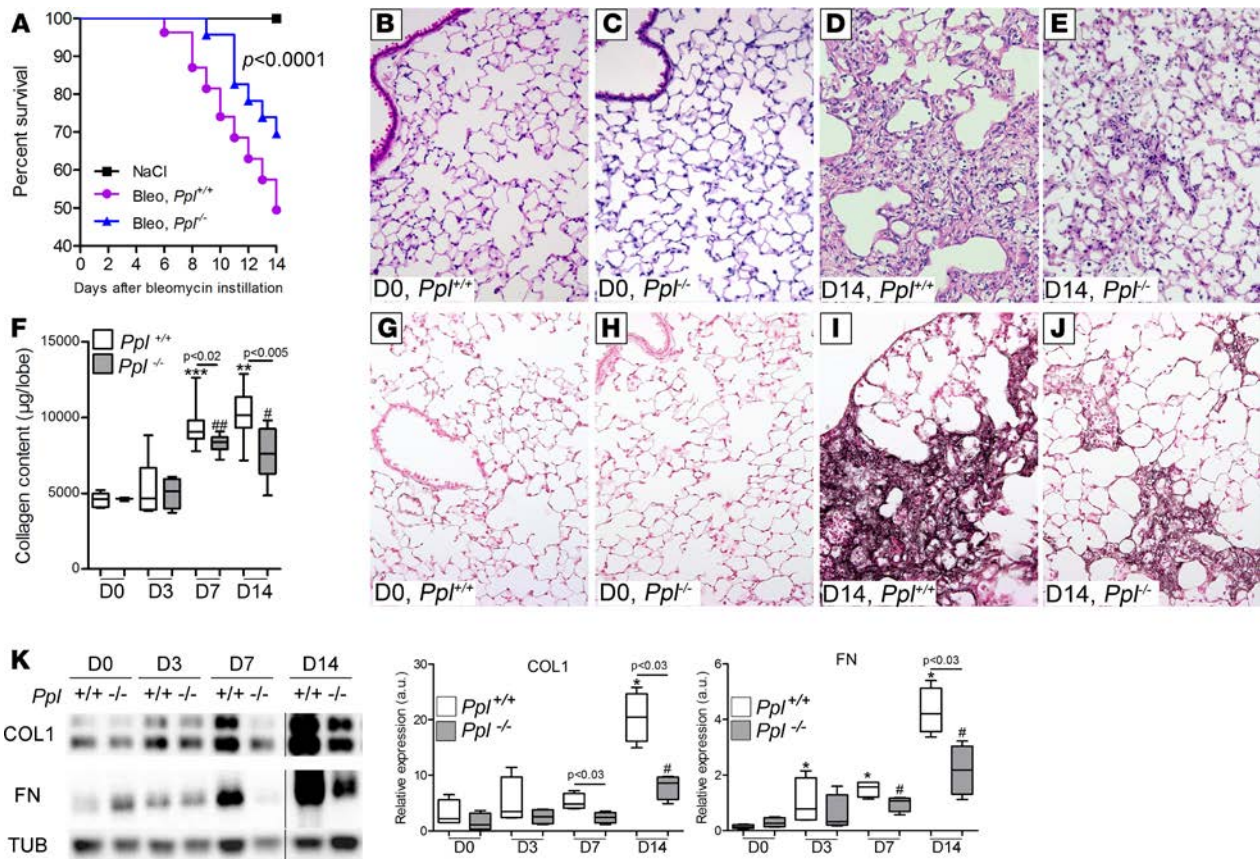 A
Percent survival
100
90
80
70
60
50
40
p<0.0001
NaCl
Bleo, Ppl+/+
Bleo, Ppl-/-
0 2 4 6 8 10 12 14
Days after bleomycin instillation
B
D0, Ppl+/+
C
D0, Ppl-/-
D
D14, Ppl+/+
E
D14, Ppl-/-
F
Collagen content (µg/lobe)
15000
10000
5000
0
Ppl +/+
Ppl -/-
p<0.02
***
##
p<0.005
**
#
D0 D3 D7 D14
G
D0, Ppl+/+
H
D0, Ppl-/-
I
D14, Ppl+/+
J
D14, Ppl-/-
K
D0 D3 D7 D14
Ppl +/+ -/- +/+ -/- +/+ -/- +/+ -/-
COL1
FN
TUB
COL1
Relative expression (a.u.)
30
20
10
0
Ppl+/+
Ppl -/-
p<0.03
p<0.03
*
#
D0 D3 D7 D14
FN
Relative expression (a.u.)
6
4
2
0
Ppl+/+
Ppl -/-
*
*
#
p<0.03
*
#
D0 D3 D7 D14